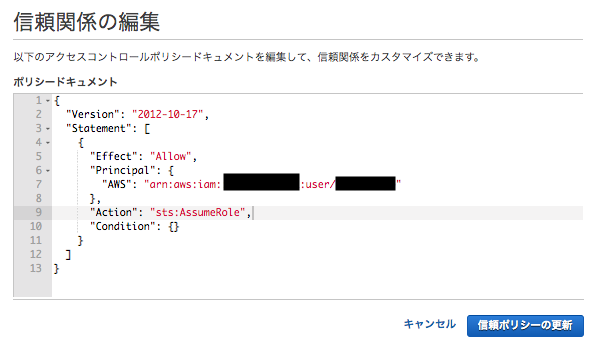 信頼関係の編集
以下のアクセスコントロールポリシードキュメントを編集して、信頼関係をカスタマイズできます。
ポリシードキュメント
1 {
2 "Version": "2012-10-17",
3 "Statement": [
4 {
5 "Effect": "Allow",
6 "Principal": {
7 "AWS": "arn:aws:iam: :user/ "
8 },
9 "Action": "sts:AssumeRole",
10 "Condition": {}
11 }
12 ]
13 }
キャンセル 信頼ポリシーの更新